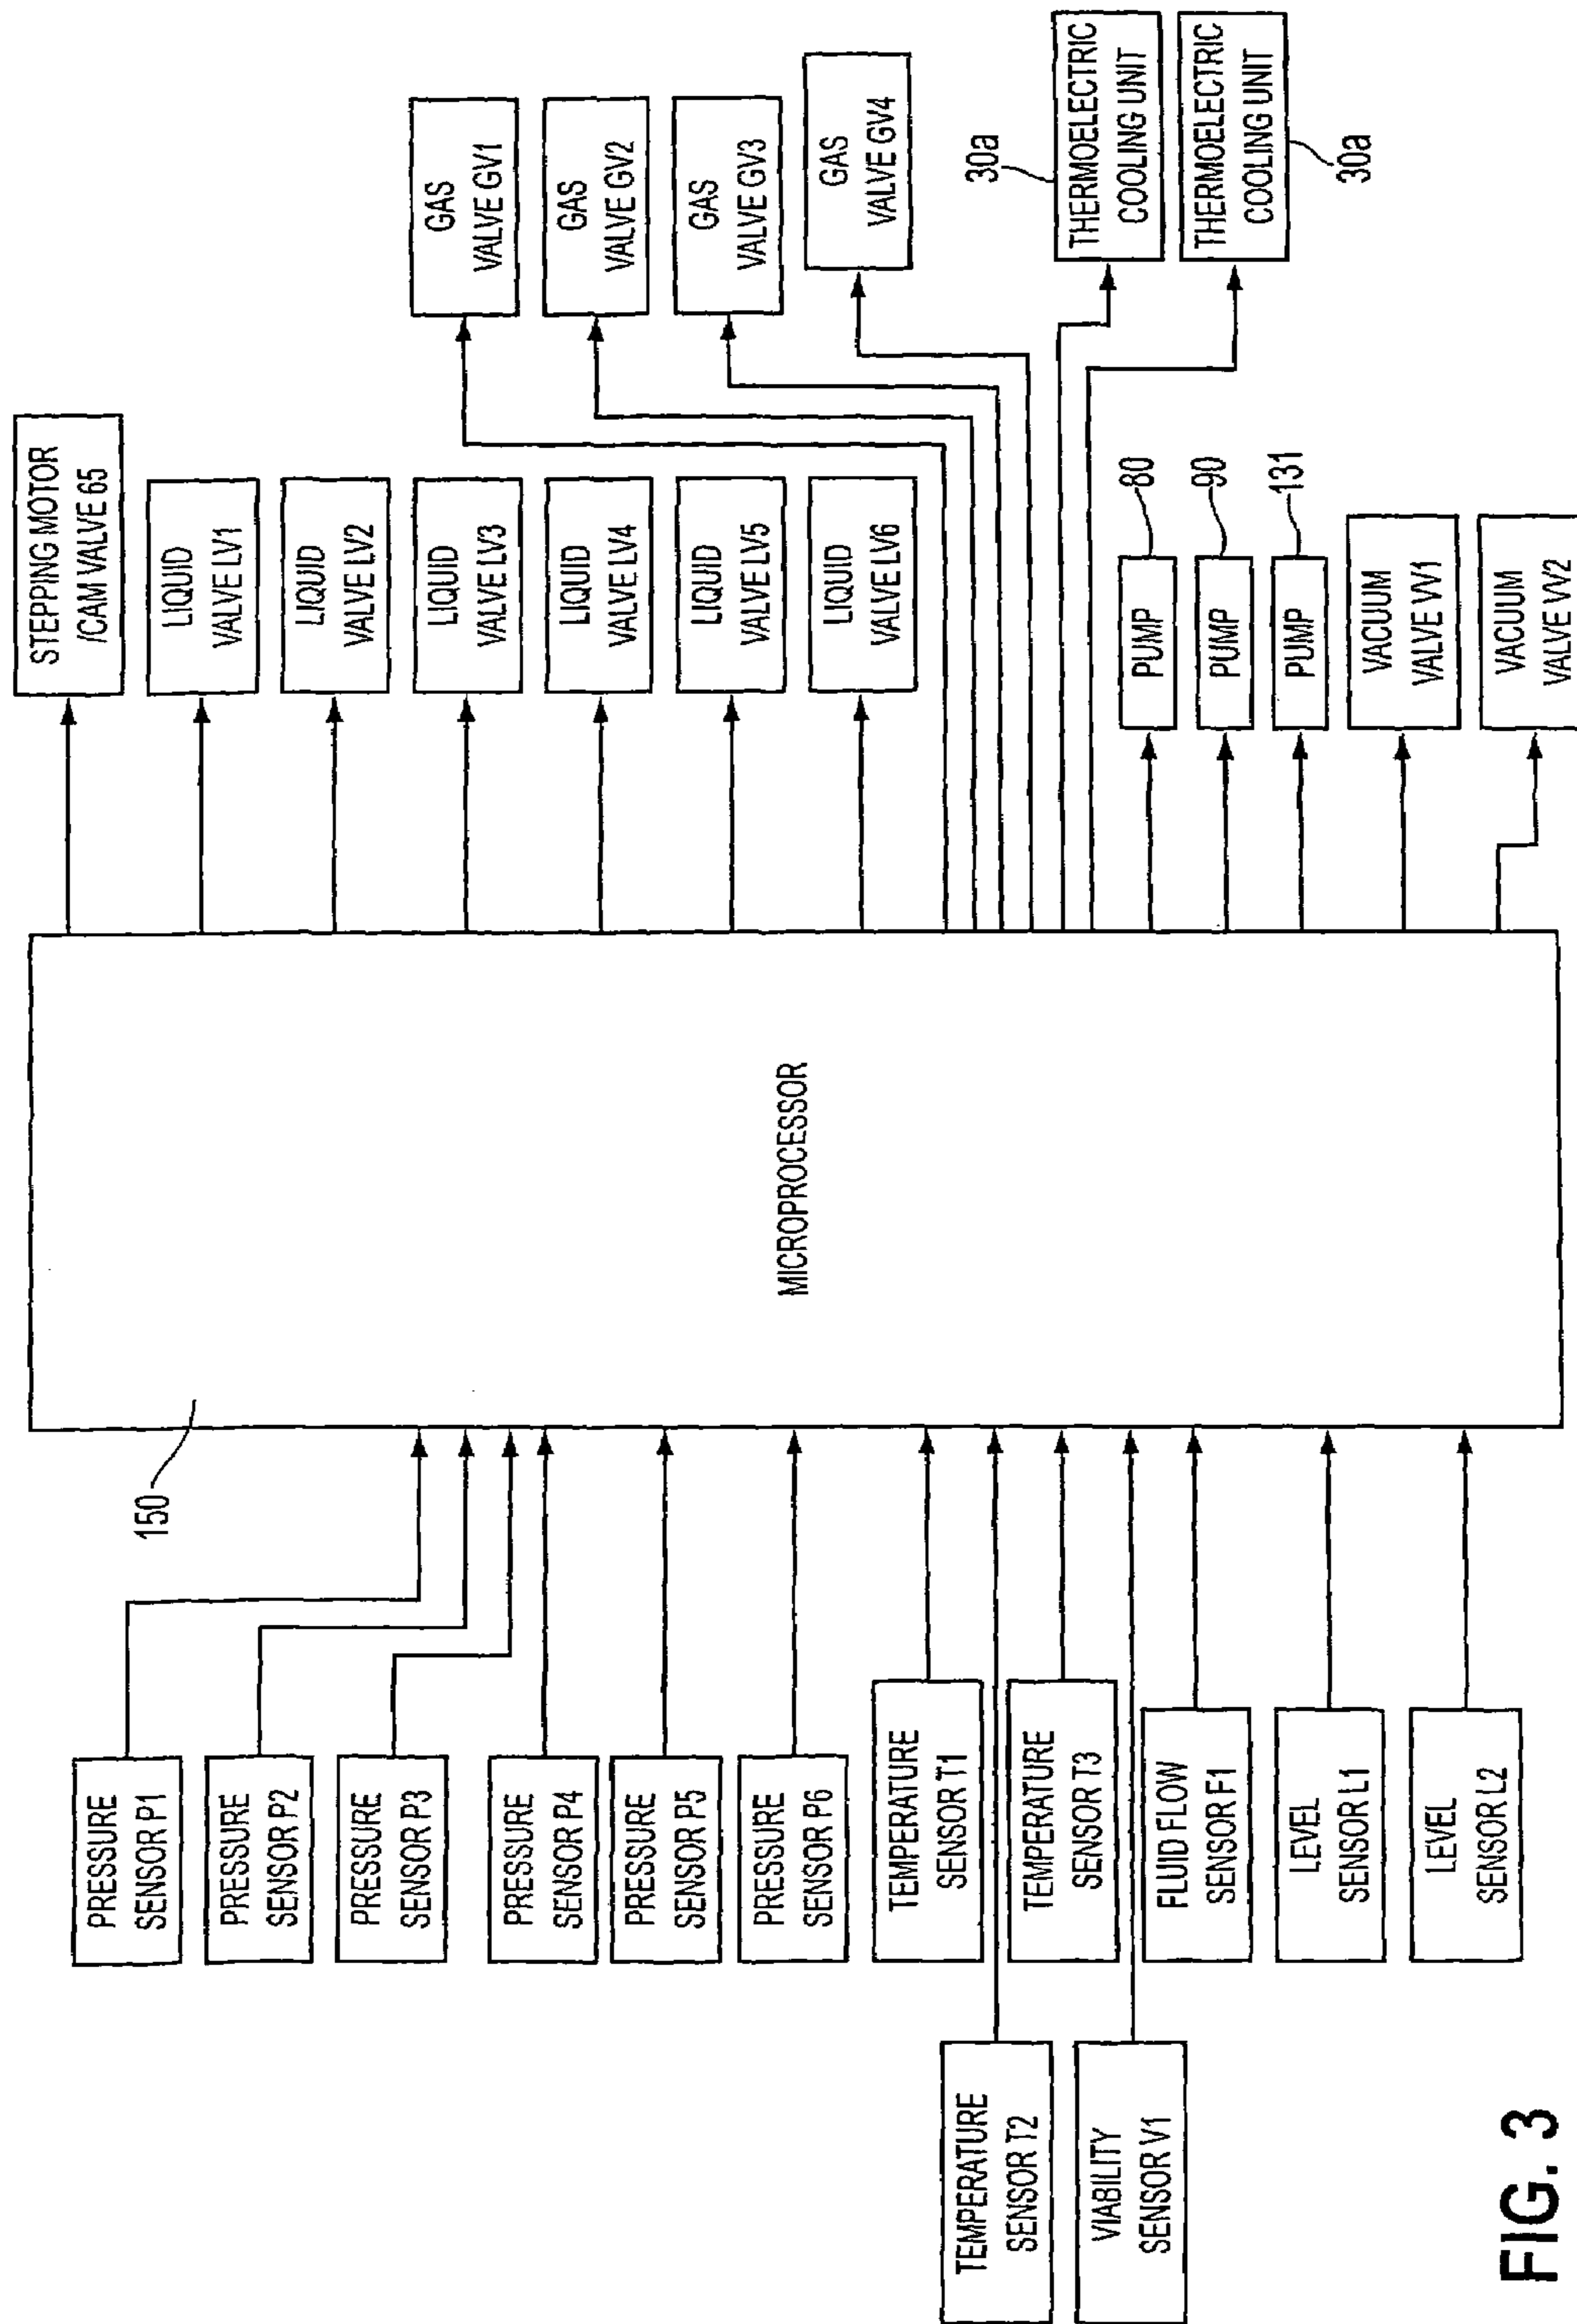 PRESSURE
SENSOR P1
PRESSURE
SENSOR P2
PRESSURE
SENSOR P3
PRESSURE
SENSOR P4
PRESSURE
SENSOR P5
PRESSURE
SENSOR P6
TEMPERATURE
SENSOR T1
TEMPERATURE
SENSOR T2
TEMPERATURE
SENSOR T3
VIABILITY
SENSOR V1
FLUID FLOW
SENSOR F1
LEVEL
SENSOR L1
LEVEL
SENSOR L2
150
MICROPROCESSOR
STEPPING MOTOR
/CAM VALVE 65
LIQUID
VALVE LV1
LIQUID
VALVE LV2
LIQUID
VALVE LV3
LIQUID
VALVE LV4
LIQUID
VALVE LV5
LIQUID
VALVE LV6
GAS
VALVE GV1
GAS
VALVE GV2
GAS
VALVE GV3
GAS
VALVE GV4
30a
THERMOELECTRIC
COOLING UNIT
THERMOELECTRIC
COOLING UNIT
30a
PUMP
80
PUMP
90
PUMP
131
VACUUM
VALVE VV1
VACUUM
VALVE VV2
FIG. 3